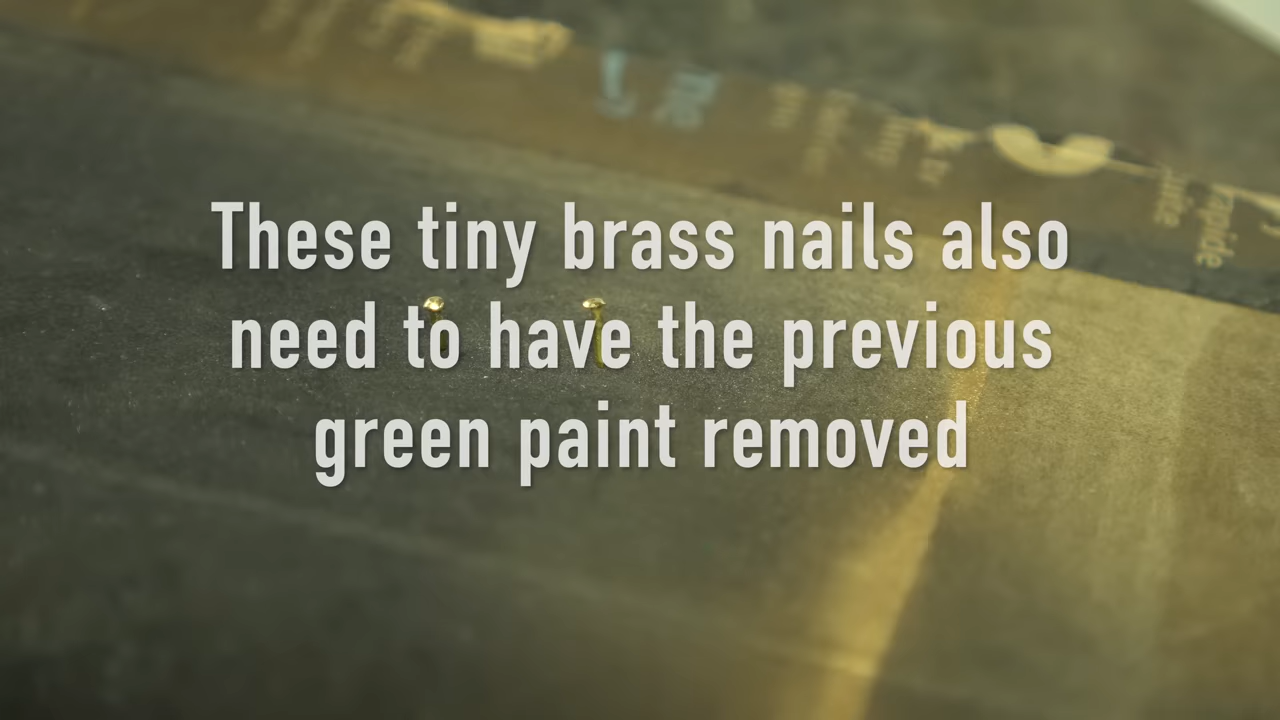 These tiny brass nails also
need to have the previous
green paint removed